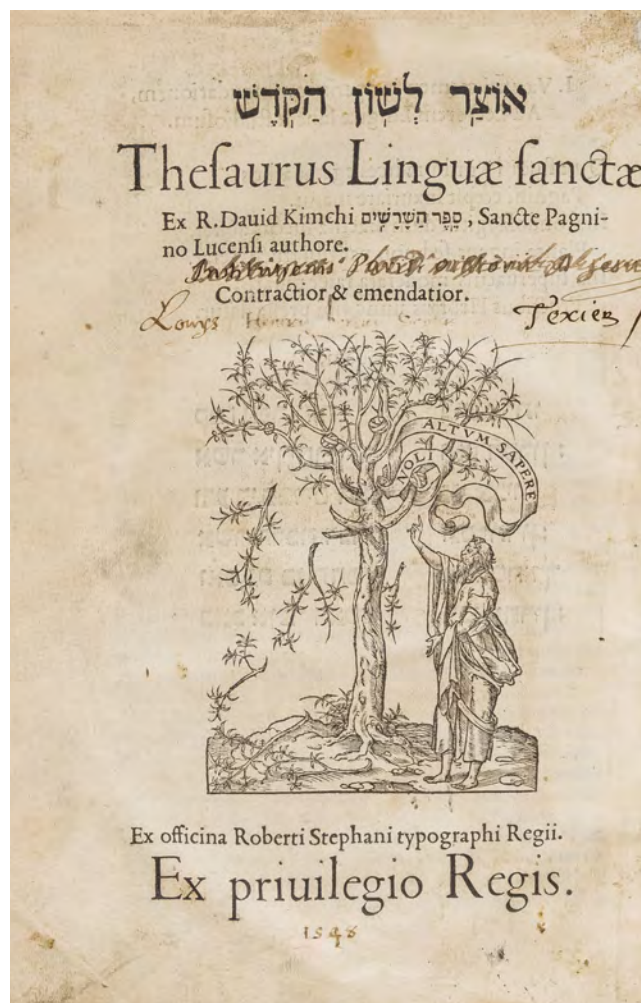 אוֹצַר לְשׁוֹן הַקֹּדֶשׁ
Theſaurus Linguæ ſanctæ
Ex R. Dauid Kimchi סֵפֶר הַשָּׁרָשִׁים, Sancte Pagni-
no Lucenſi authore.
Contractior & emendatior.
Lowys
Texier
ALTVM SAPERE
NOLI
Ex officina Roberti Stephani typographi Regii.
Ex priuilegio Regis.
1548